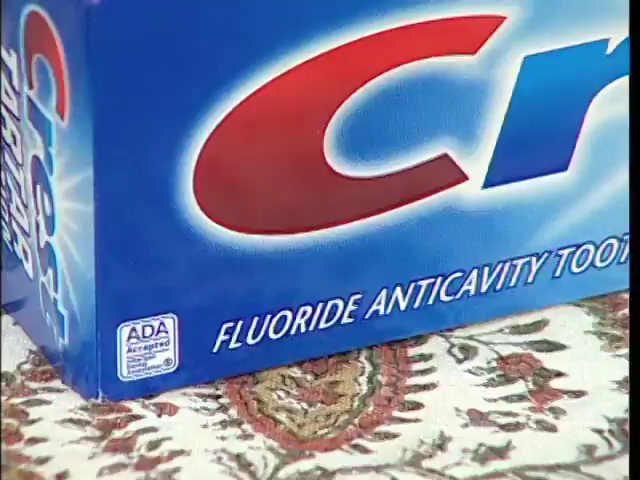 Crest
TARTAR
Cr
FLUORIDE ANTICAVITY TOOT
ADA
Accepted